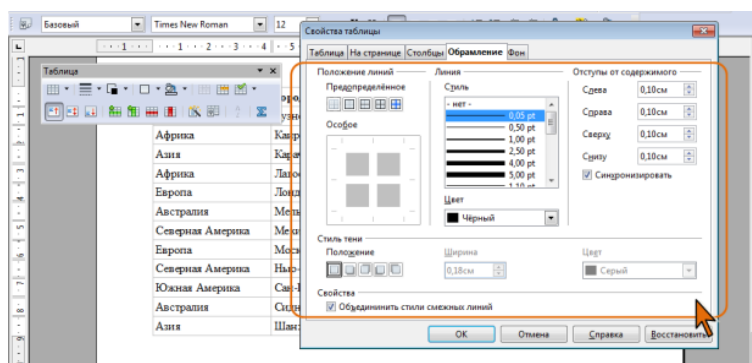 Базовый Times New Roman 12
Свойства таблицы
Таблица На странице Столбцы Обрамление Фон
Таблица
Положение линий Линия Отступы от содержимого
Предопределённое Стиль Слева 0,10см
- нет -
0,05 pt
0,50 pt
Справа 0,10см
Особое
1,00 pt
2,50 pt
Сверху 0,10см
4,00 pt
5,00 pt
Снизу 0,10см
1,10 pt
Синхронизировать
Цвет
Чёрный
Стиль тени
Положение Ширина Цвет
0,18см Серый
Свойства
Объединить стили смежных линий
OK Отмена Справка Восстановить
Африка
Азия
Африка
Европа
Австралия
Северная Америка
Европа
Северная Америка
Южная Америка
Австралия
Азия